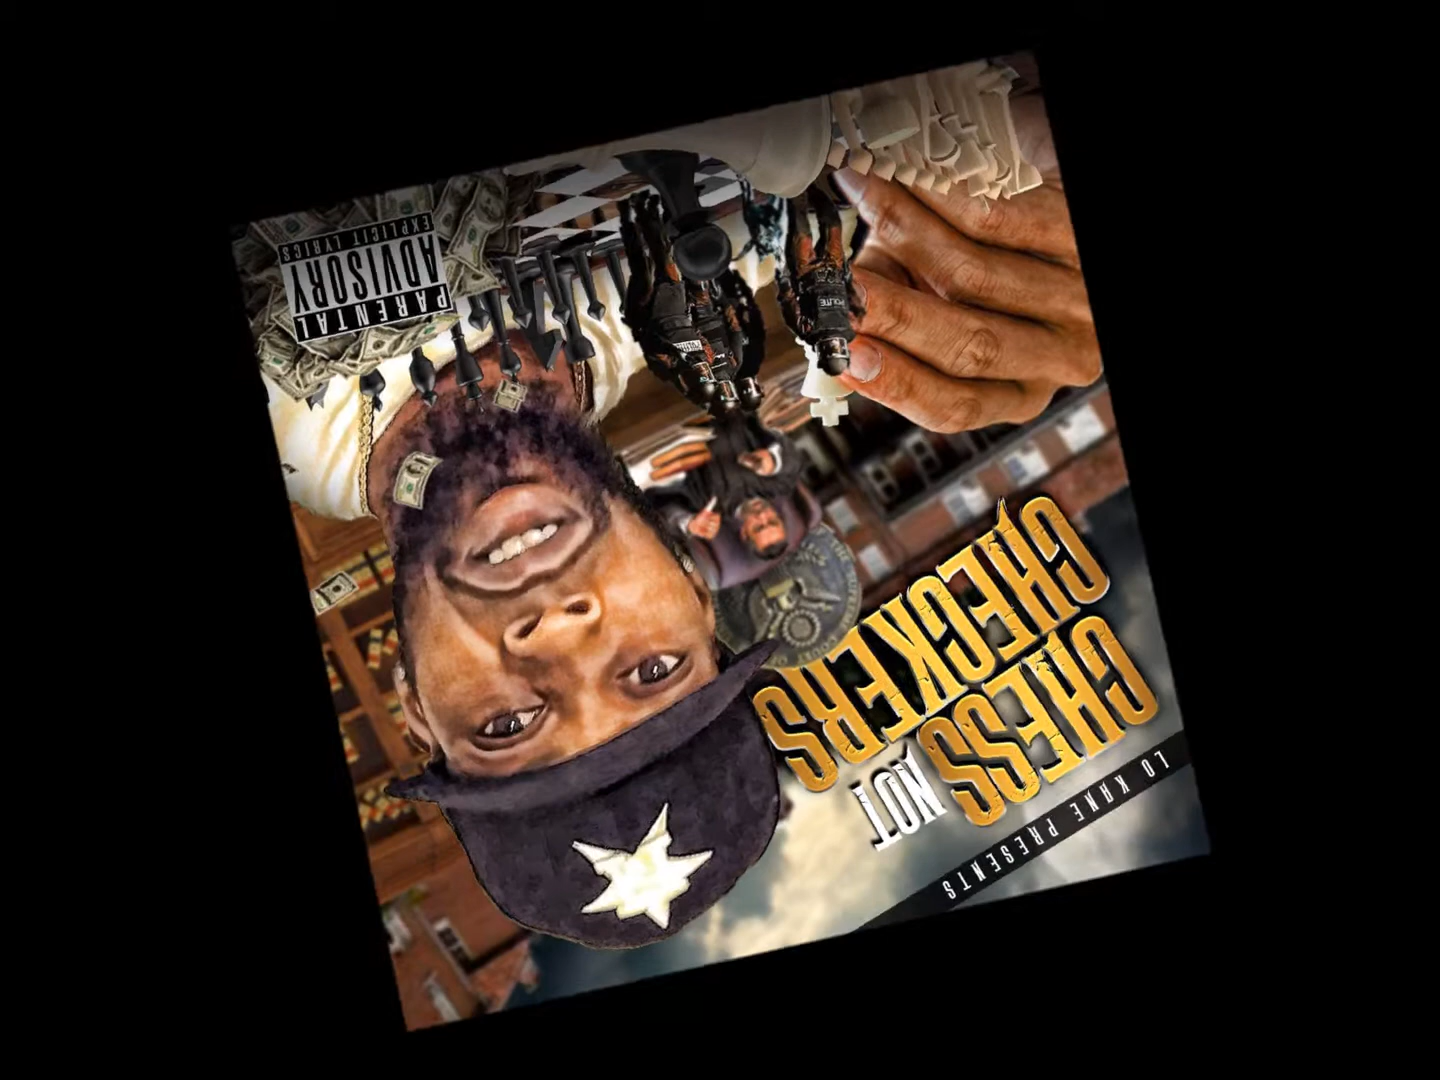 LO KANE PRESENTS
CHESS
NOT
CHECKERS
PARENTAL
ADVISORY
EXPLICIT LYRICS